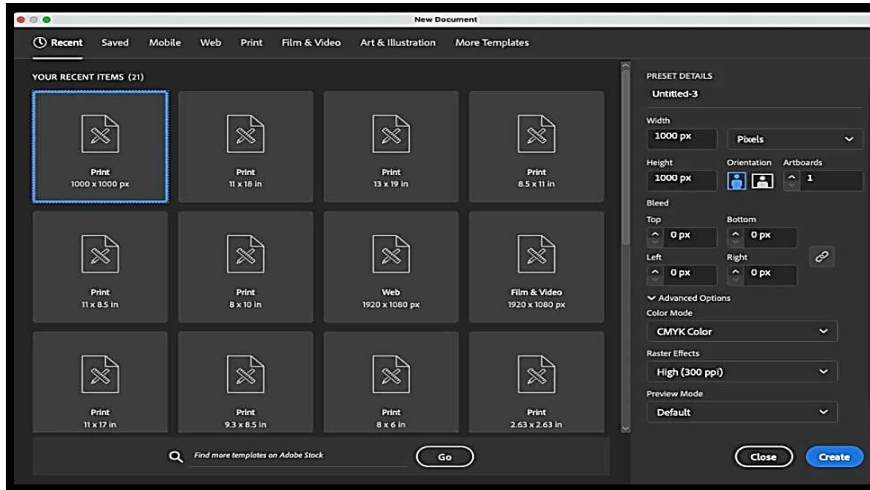 New Document
Recent Saved Mobile Web Print Film & Video Art & Illustration More Templates
YOUR RECENT ITEMS (21)
Print
1000 x 1000 px
Print
11 x 18 in
Print
13 x 19 in
Print
8.5 x 11 in
Print
11 x 8.5 in
Print
8 x 10 in
Web
1920 x 1080 px
Film & Video
1920 x 1080 px
Print
11 x 17 in
Print
9.3 x 8.5 in
Print
8 x 6 in
Print
2.63 x 2.63 in
Find more templates on Adobe Stock
Go
PRESET DETAILS
Untitled-3
Width
1000 px Pixels
Height Orientation Artboards
1000 px 1
Bleed
Top Bottom
0 px 0 px
Left Right
0 px 0 px
Advanced Options
Color Mode
CMYK Color
Raster Effects
High (300 ppi)
Preview Mode
Default
Close Create